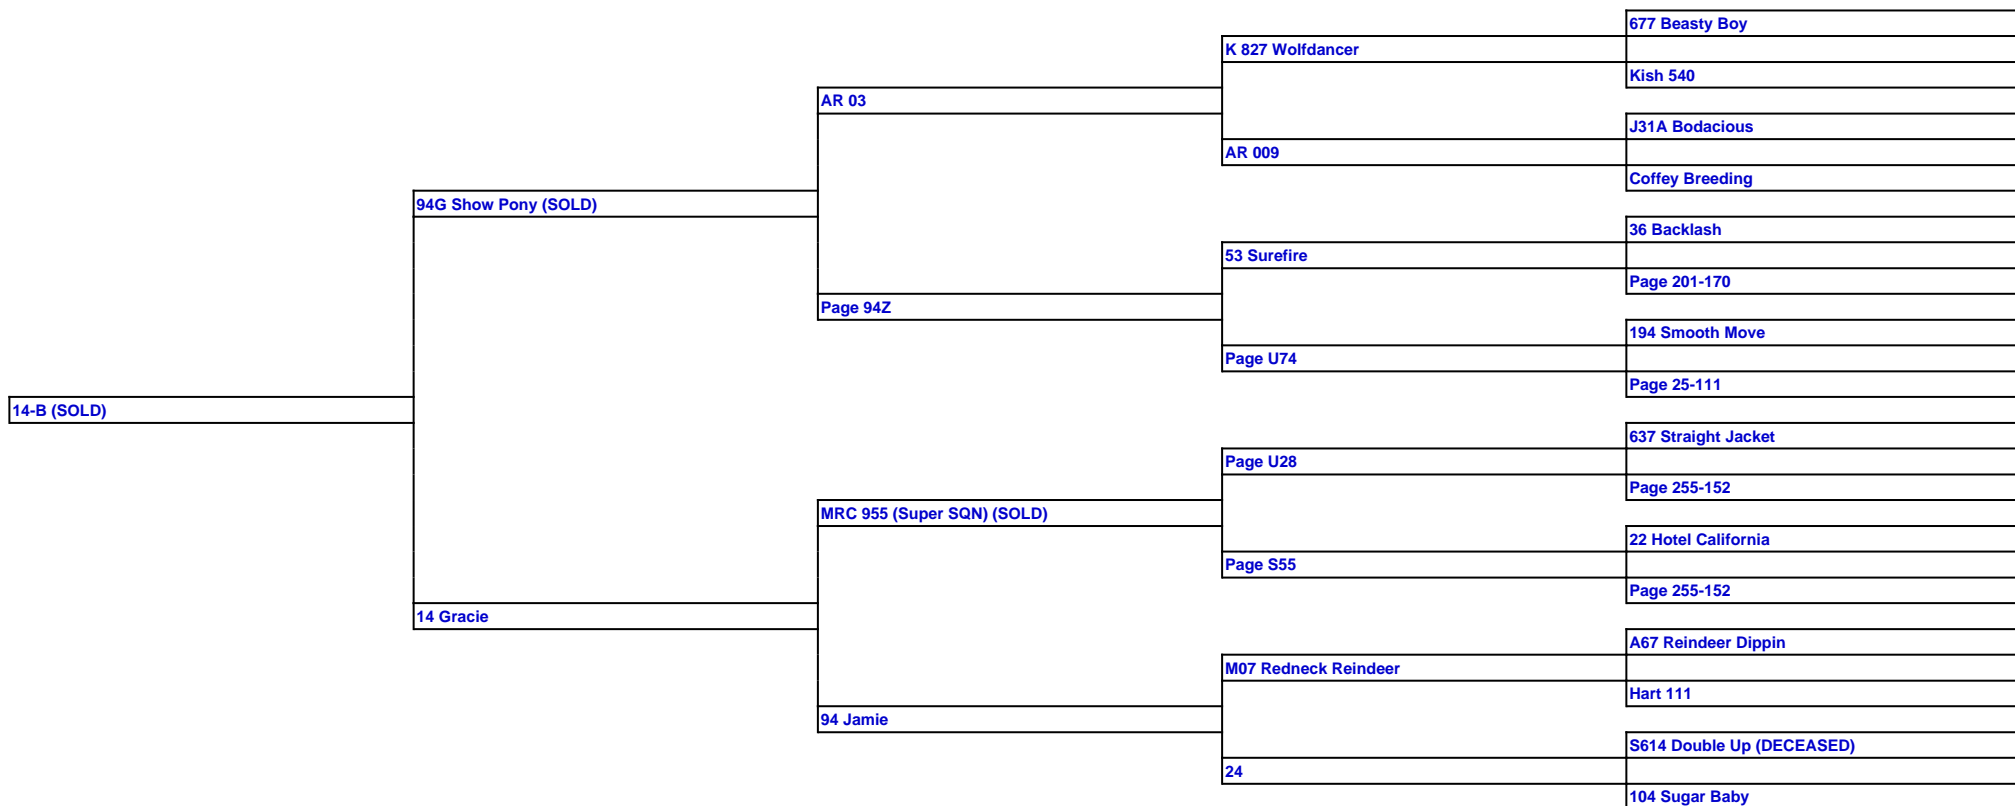 677 Beasty Boy
K 827 Wolfdancer
Kish 540
AR 03
J31A Bodacious
AR 009
Coffey Breeding
94G Show Pony (SOLD)
36 Backlash
53 Surefire
Page 201-170
Page 94Z
194 Smooth Move
Page U74
Page 25-111
14-B (SOLD)
637 Straight Jacket
Page U28
Page 255-152
MRC 955 (Super SQN) (SOLD)
22 Hotel California
Page S55
Page 255-152
14 Gracie
A67 Reindeer Dippin
M07 Redneck Reindeer
Hart 111
94 Jamie
S614 Double Up (DECEASED)
24
104 Sugar Baby